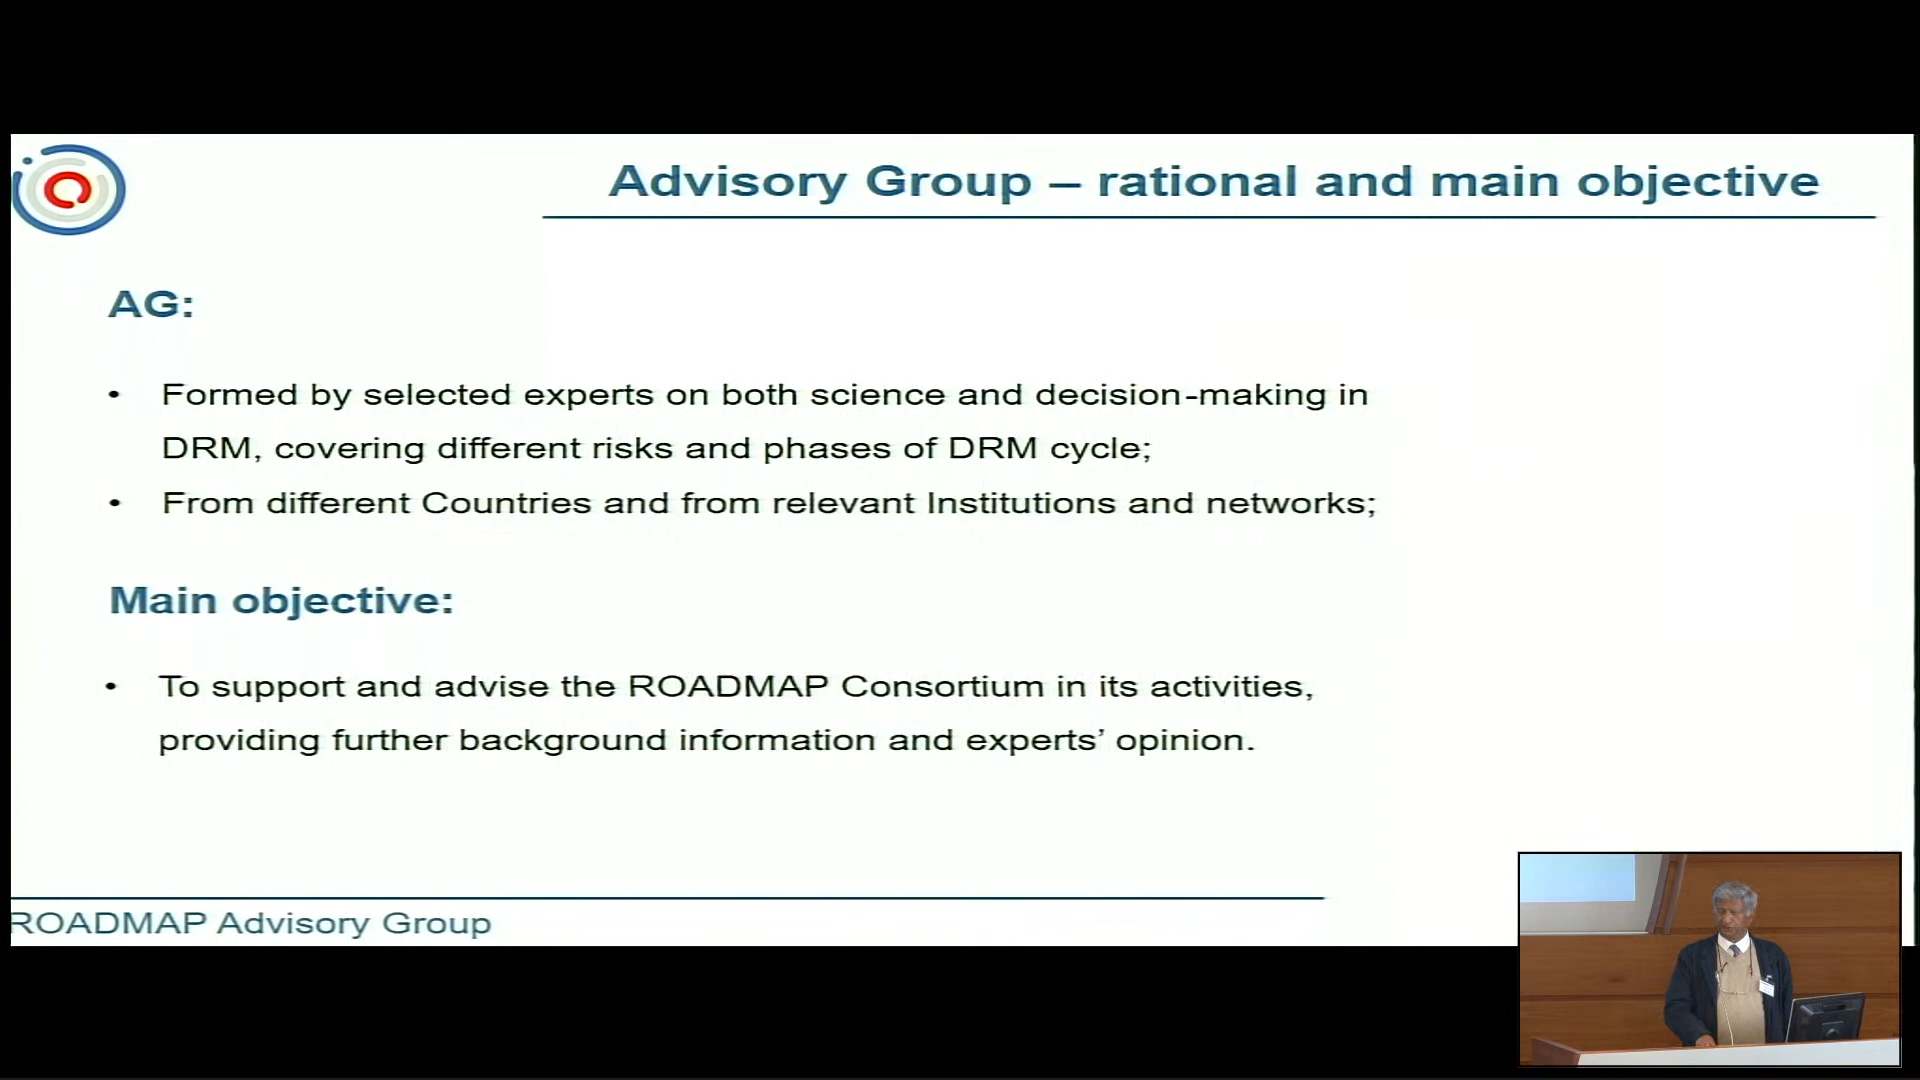 Advisory Group – rational and main objective
AG:
• Formed by selected experts on both science and decision-making in
DRM, covering different risks and phases of DRM cycle;
• From different Countries and from relevant Institutions and networks;
Main objective:
• To support and advise the ROADMAP Consortium in its activities,
providing further background information and experts’ opinion.
ROADMAP Advisory Group